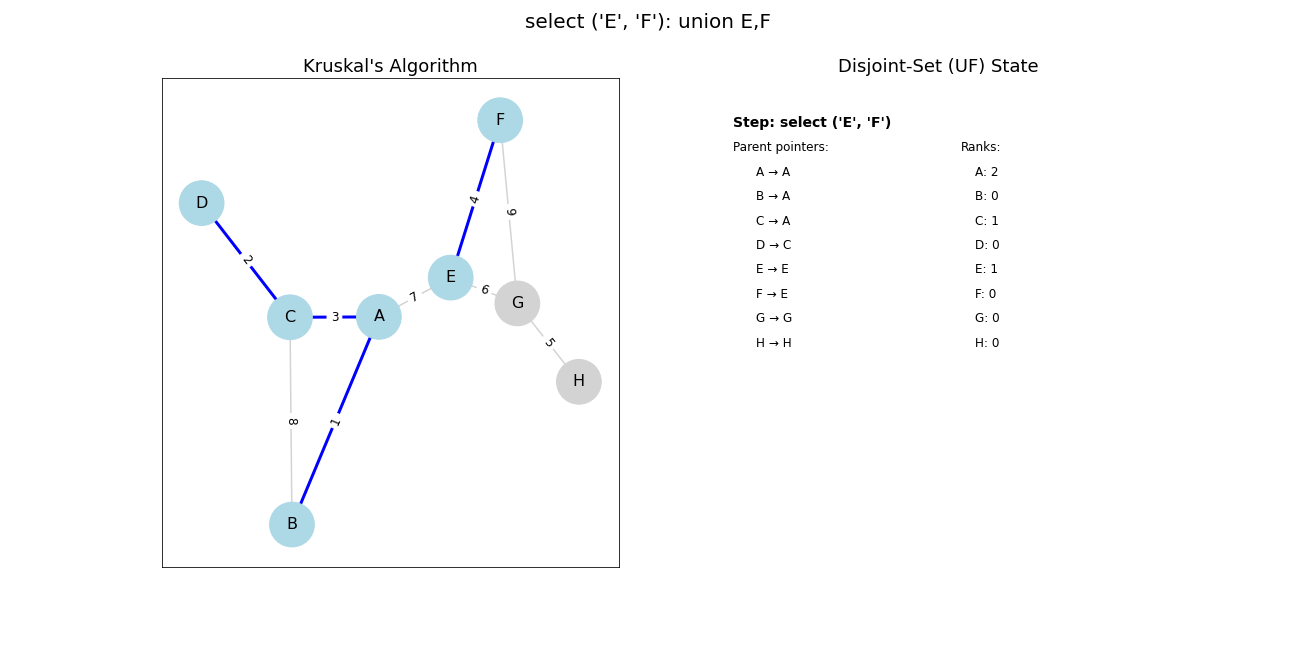 select ('E', 'F'): union E,F
Kruskal's Algorithm
F
D
4
9
2
E
7
6
G
C
3
A
5
H
8
1
B
Disjoint-Set (UF) State
Step: select ('E', 'F')
Parent pointers:
Ranks:
A → A
A: 2
B → A
B: 0
C → A
C: 1
D → C
D: 0
E → E
E: 1
F → E
F: 0
G → G
G: 0
H → H
H: 0